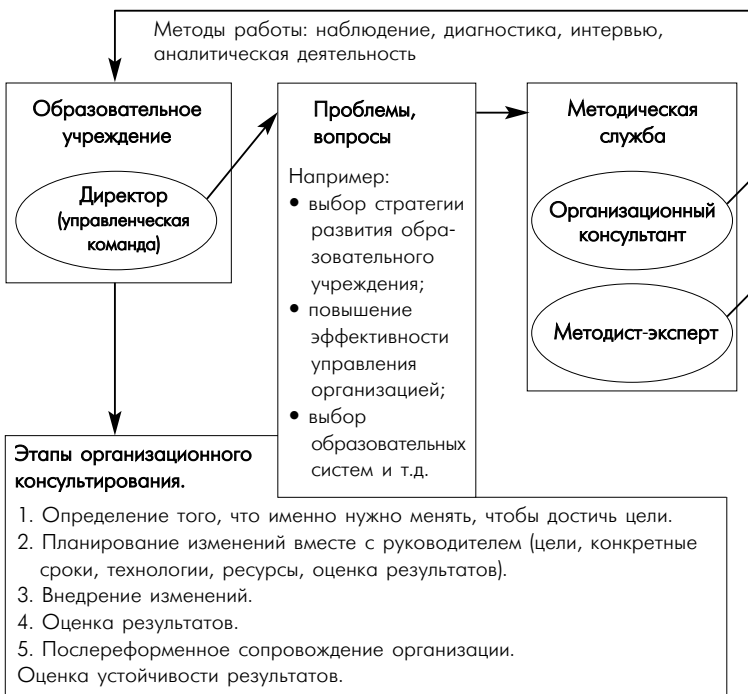 Методы работы: наблюдение, диагностика, интервью,
аналитическая деятельность
Образовательное
учреждение
Директор
(управленческая
команда)
Проблемы,
вопросы
Например:
• выбор стратегии
развития обра-
зовательного
учреждения;
• повышение
эффективности
управления
организацией;
• выбор
образовательных
систем и т.д.
Методическая
служба
Организационный
консультант
Методист-эксперт
Этапы организационного
консультирования.
1. Определение того, что именно нужно менять, чтобы достичь цели.
2. Планирование изменений вместе с руководителем (цели, конкретные
сроки, технологии, ресурсы, оценка результатов).
3. Внедрение изменений.
4. Оценка результатов.
5. Послереформенное сопровождение организации.
Оценка устойчивости результатов.